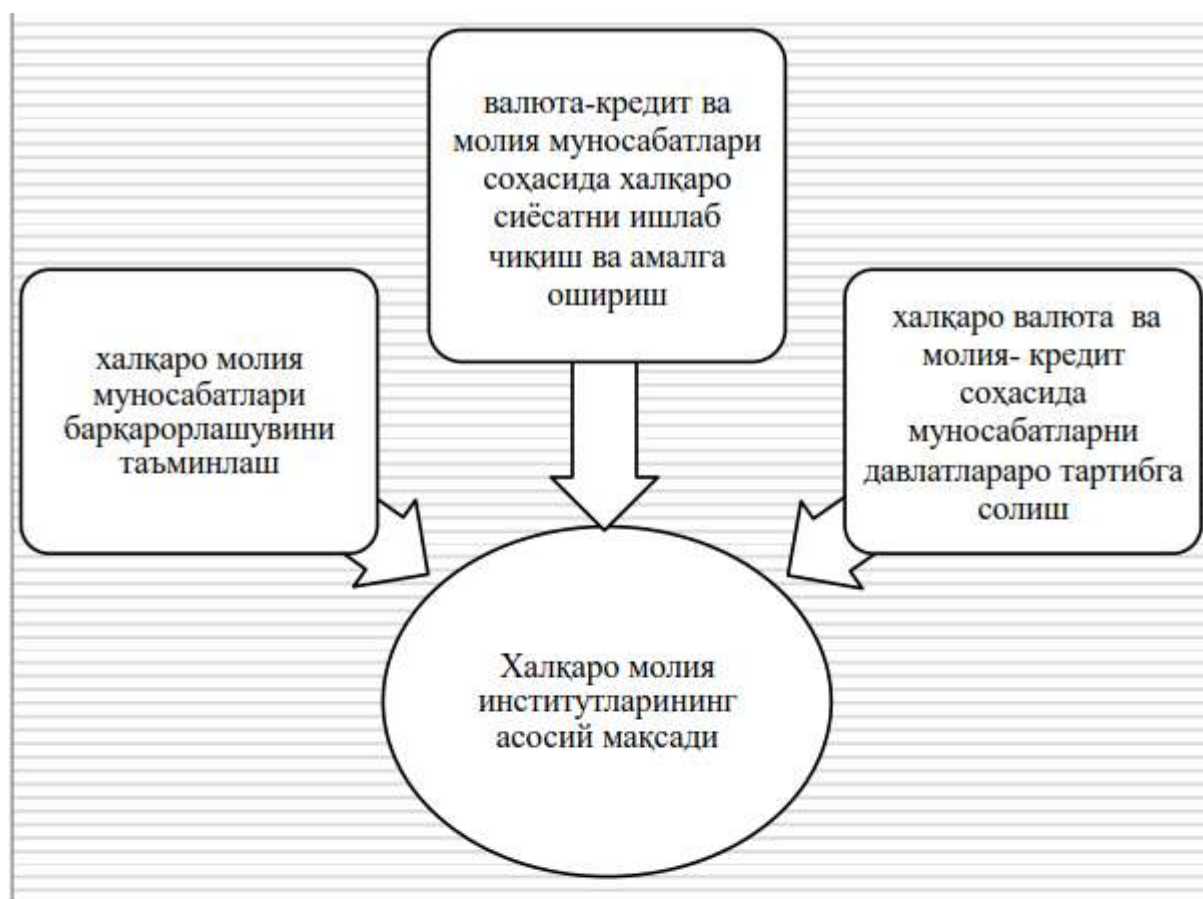 валюта-кредит ва
молия муносабатлари
соҳасида халқаро
сиёсатни ишлаб
чиқиш ва амалга
ошириш
халқаро молия
муносабатлари
барқарорлашувини
таъминлаш
халқаро валюта ва
молия- кредит
соҳасида
муносабатларни
давлатлараро тартибга
солиш
Халқаро молия
институтларининг
асосий мақсади